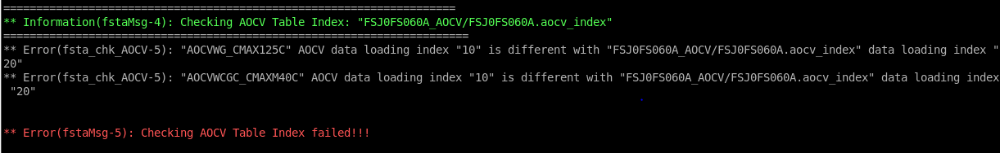 =====================================================================
** Information(fstaMsg-4): Checking AOCV Table Index: "FSJ0FS060A_AOCV/FSJ0FS060A.aocv_index"
=======================================================================
** Error(fsta_chk_AOCV-5): "AOCVWG_CMAX125C" AOCV data loading index "10" is different with "FSJ0FS060A_AOCV/FSJ0FS060A.aocv_index" data loading index "
20"
** Error(fsta_chk_AOCV-5): "AOCVWCGC_CMAXM40C" AOCV data loading index "10" is different with "FSJ0FS060A_AOCV/FSJ0FS060A.aocv_index" data loading index
"20"
** Error(fstaMsg-5): Checking AOCV Table Index failed!!!